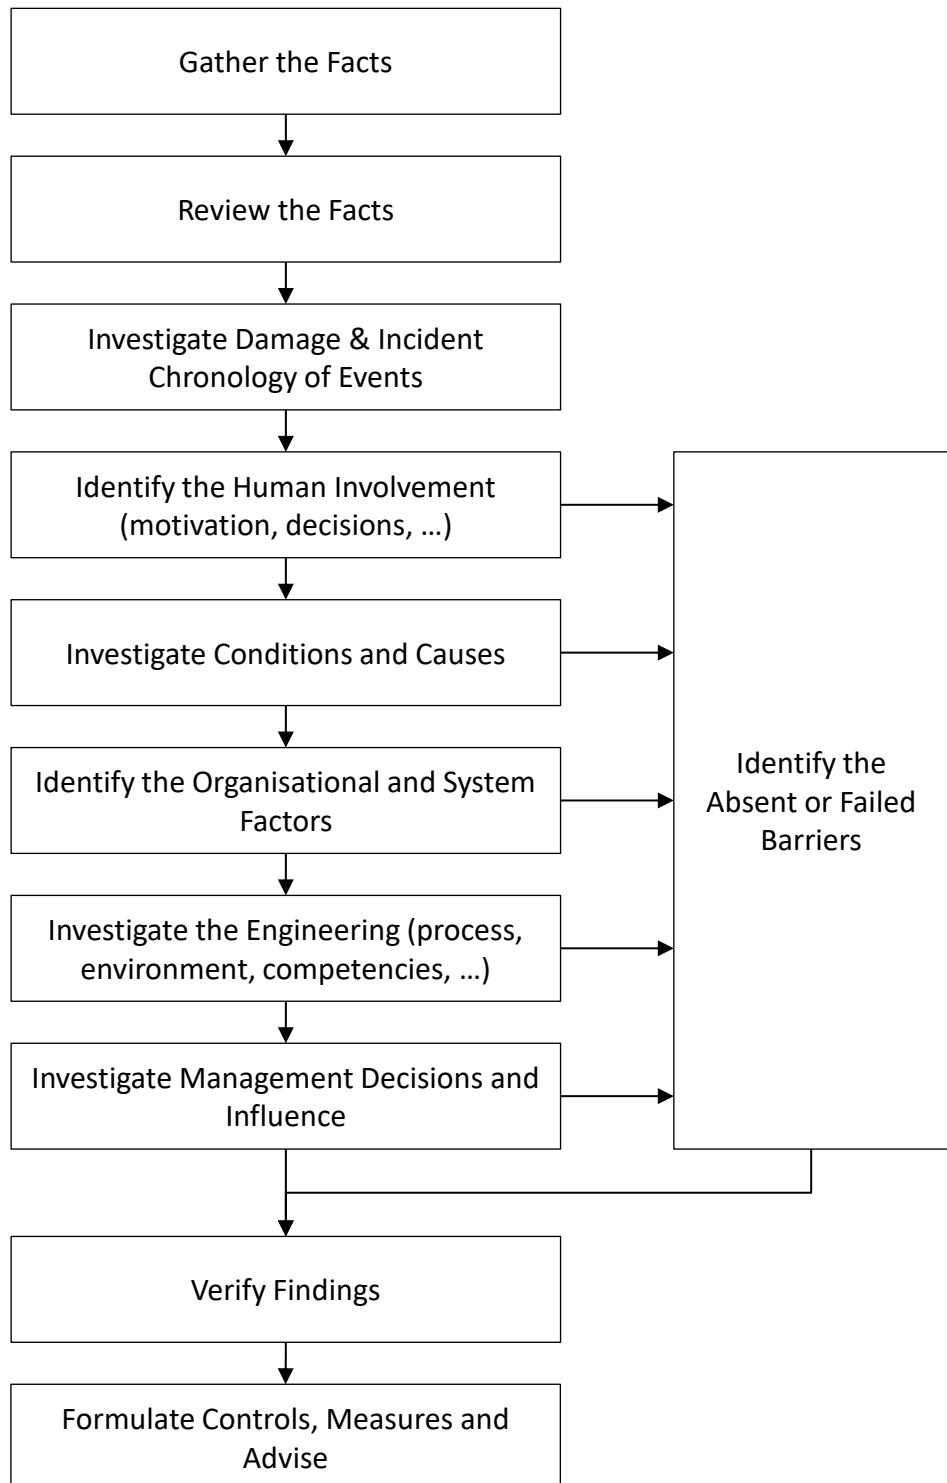 Gather the Facts
Review the Facts
Investigate Damage & Incident
Chronology of Events
Identify the Human Involvement
(motivation, decisions, …)
Investigate Conditions and Causes
Identify the Organisational and System
Factors
Investigate the Engineering (process,
environment, competencies, …)
Investigate Management Decisions and
Influence
Identify the
Absent or Failed
Barriers
Verify Findings
Formulate Controls, Measures and
Advise